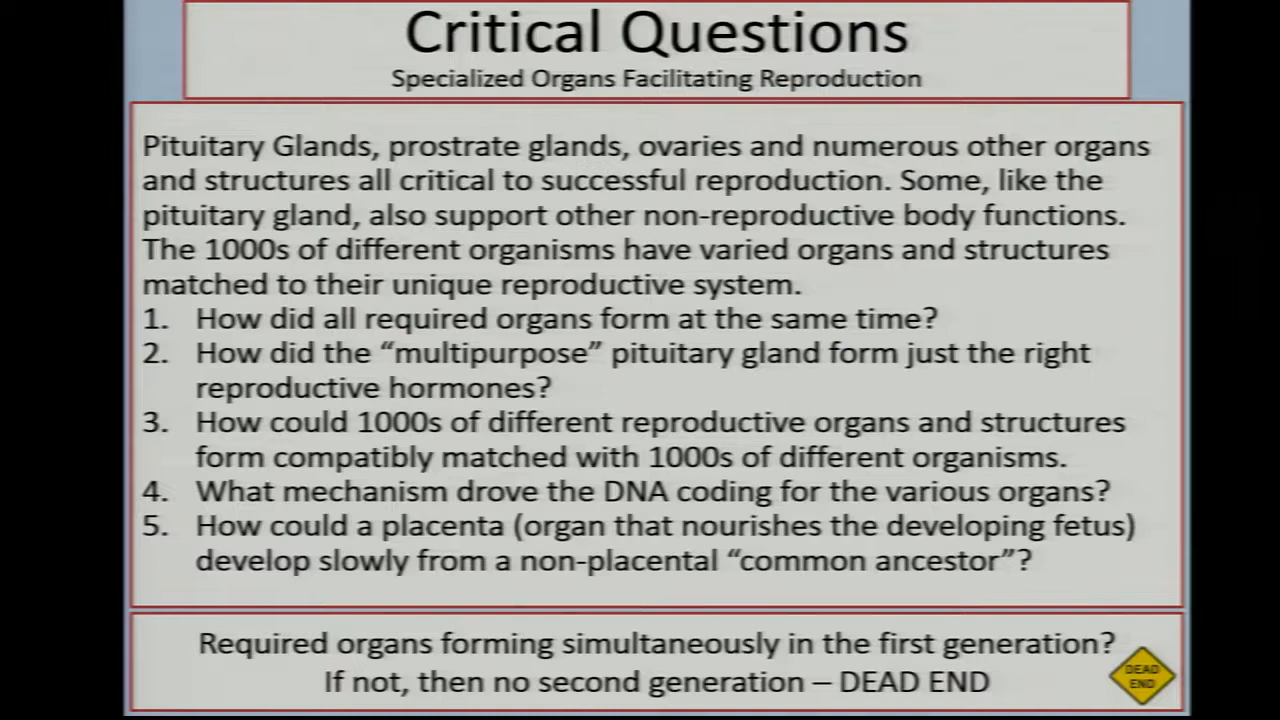 Critical Questions
Specialized Organs Facilitating Reproduction
Pituitary Glands, prostrate glands, ovaries and numerous other organs
and structures all critical to successful reproduction. Some, like the
pituitary gland, also support other non-reproductive body functions.
The 1000s of different organisms have varied organs and structures
matched to their unique reproductive system.
1. How did all required organs form at the same time?
2. How did the “multipurpose” pituitary gland form just the right
reproductive hormones?
3. How could 1000s of different reproductive organs and structures
form compatibly matched with 1000s of different organisms.
4. What mechanism drove the DNA coding for the various organs?
5. How could a placenta (organ that nourishes the developing fetus)
develop slowly from a non-placental “common ancestor”?
Required organs forming simultaneously in the first generation?
If not, then no second generation – DEAD END
DEAD
END